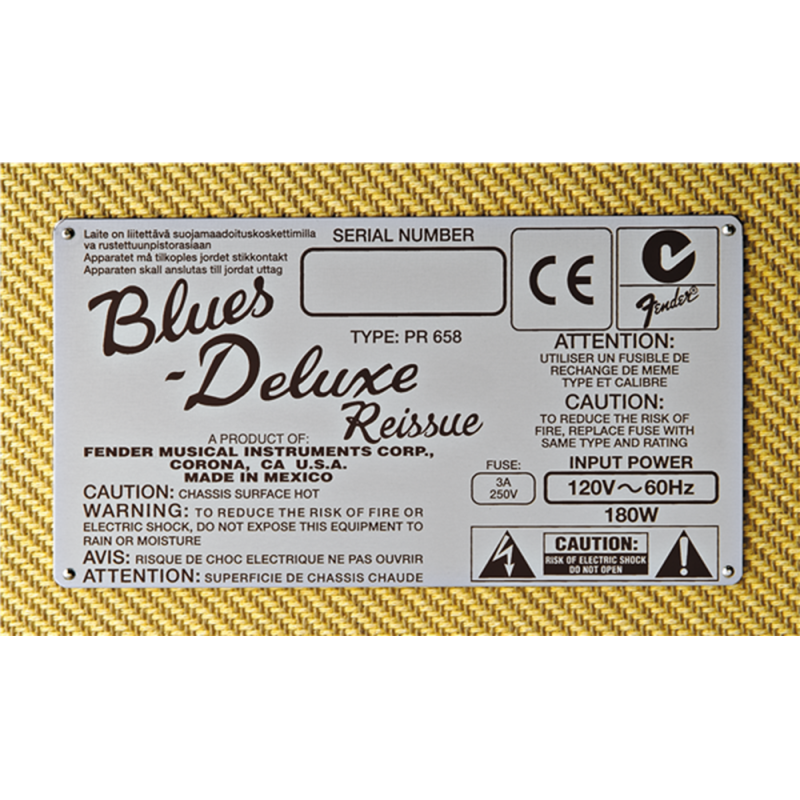 Laite on liitettävä suojamaadoituskoskettimilla
va rustettuunpistorasiaan
Apparatet må tilkoples jordet stikkontakt
Apparaten skall anslutas till jordat uttag
SERIAL NUMBER
CE
Fender®
Blues
-Deluxe
Reissue
TYPE: PR 658
A PRODUCT OF:
FENDER MUSICAL INSTRUMENTS CORP.,
CORONA, CA U.S.A.
MADE IN MEXICO
CAUTION: CHASSIS SURFACE HOT
WARNING: TO REDUCE THE RISK OF FIRE OR
ELECTRIC SHOCK, DO NOT EXPOSE THIS EQUIPMENT TO
RAIN OR MOISTURE
AVIS: RISQUE DE CHOC ELECTRIQUE NE PAS OUVRIR
ATTENTION: SUPERFICIE DE CHASSIS CHAUDE
ATTENTION:
UTILISER UN FUSIBLE DE
RECHANGE DE MEME
TYPE ET CALIBRE
CAUTION:
TO REDUCE THE RISK OF
FIRE, REPLACE FUSE WITH
SAME TYPE AND RATING
FUSE:
3A
250V
INPUT POWER
120V~60Hz
180W
CAUTION:
RISK OF ELECTRIC SHOCK
DO NOT OPEN